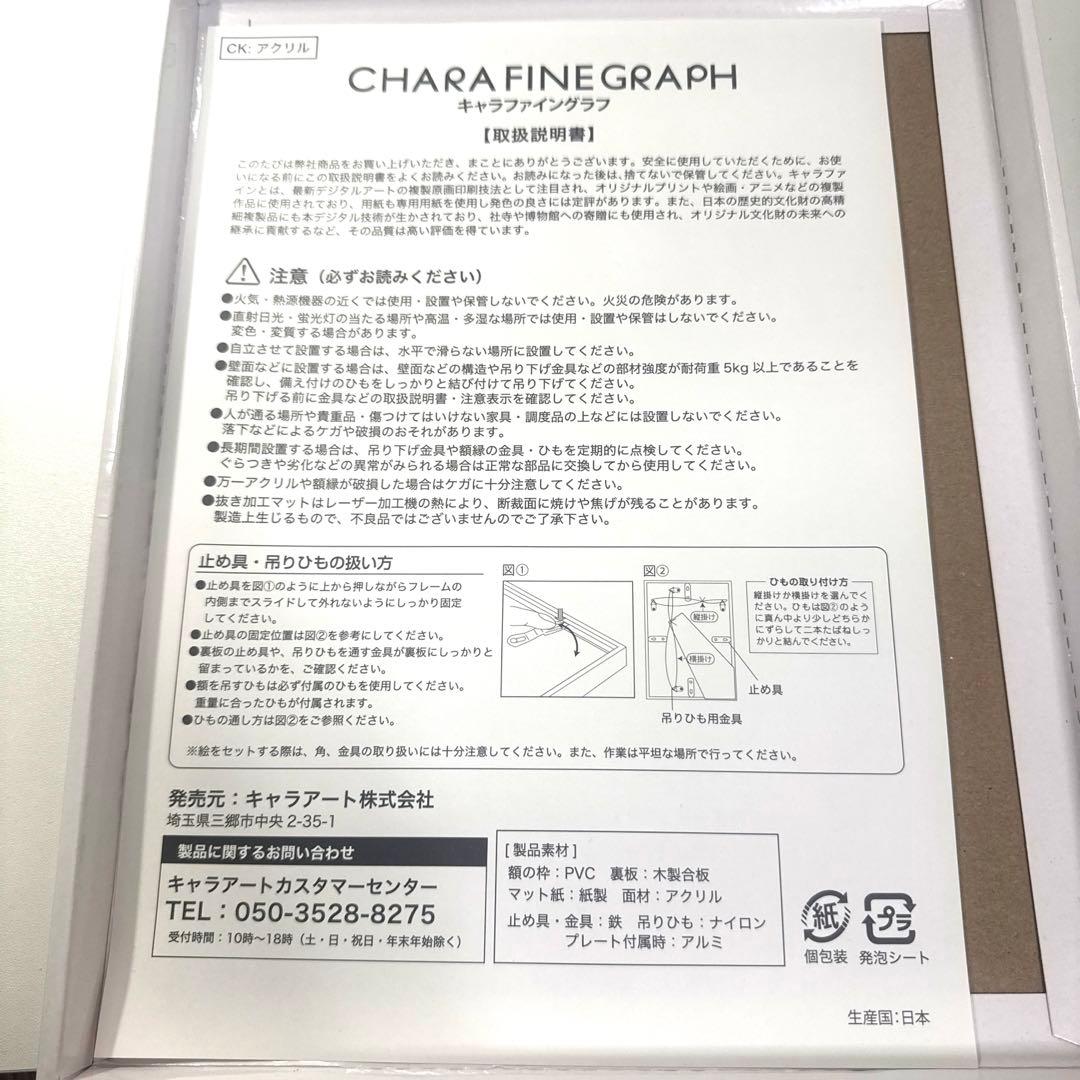 CK: アクリル
CHARA FINE GRAPH
キャラファイングラフ
【取扱説明書】
このたびは弊社商品をお買い上げいただき、まことにありがとうございます。安全に使用していただくために、お使
いになる前にこの取扱説明書をよくお読みください。お読みになった後は、捨てないで保管してください。キャラファ
インとは、最新デジタルアートの複製原画印刷技法として注目され、オリジナルプリントや絵画・アニメなどの複製
作品に使用されており、用紙も専用用紙を使用し発色の良さには定評があります。また、日本の歴史的文化財の高精
細複製品にも本デジタル技術が生かされており、社寺や博物館への寄贈にも使用され、オリジナル文化財の未来への
継承に貢献するなど、その品質は高い評価を得ています。
注意（必ずお読みください）
●火気・熱源機器の近くでは使用・設置や保管しないでください。火災の危険があります。
●直射日光・蛍光灯の当たる場所や高温・多湿な場所では使用・設置や保管はしないでください。
変色・変質する場合があります。
●自立させて設置する場合は、水平で滑らない場所に設置してください。
●壁面などに設置する場合は、壁面などの構造や吊り下げ金具などの部材強度が耐荷重 5kg 以上であることを
確認し、備え付けのひもをしっかりと結び付けて吊り下げてください。
吊り下げる前に金具などの取扱説明書・注意表示を確認してください。
●人が通る場所や貴重品・傷つけてはいけない家具・調度品の上などには設置しないでください。
落下などによるケガや破損のおそれがあります。
●長期間設置する場合は、吊り下げ金具や額縁の金具・ひもを定期的に点検してください。
ぐらつきや劣化などの異常がみられる場合は正常な部品に交換してから使用してください。
●万一アクリルや額縁が破損した場合はケガに十分注意してください。
●抜き加工マットはレーザー加工機の熱により、断裁面に焼けや焦げが残ることがあります。
製造上生じるもので、不良品ではございませんのでご了承下さい。
止め具・吊りひもの扱い方
●止め具を図①のように上から押しながらフレームの
内側までスライドして外れないようにしっかり固定
してください。
●止め具の固定位置は図②を参考にしてください。
●裏板の止め具や、吊りひもを通す金具が裏板にしっかりと
留まっているかを、ご確認ください。
●額を吊すひもは必ず付属のひもを使用してください。
重量に合ったひもが付属されます。
●ひもの通し方は図②をご参照ください。
図①
図②
縦掛け
横掛け
止め具
吊りひも用金具
ひもの取り付け方
縦掛けか横掛けを選んでく
ださい。ひもは図②のよう
に真ん中より少しどちらか
にずらして二本たばねしっ
かりと結んでください。
※絵をセットする際は、角、金具の取り扱いには十分注意してください。また、作業は平坦な場所で行ってください。
発売元：キャラアート株式会社
埼玉県三郷市中央 2-35-1
製品に関するお問い合わせ
キャラアートカスタマーセンター
TEL：050-3528-8275
受付時間：10時〜18時（土・日・祝日・年末年始除く）
[ 製品素材 ]
額の枠：PVC 裏板：木製合板
マット紙：紙製 面材：アクリル
止め具・金具：鉄 吊りひも：ナイロン
プレート付属時：アルミ
紙
個包装
プラ
発泡シート
生産国：日本